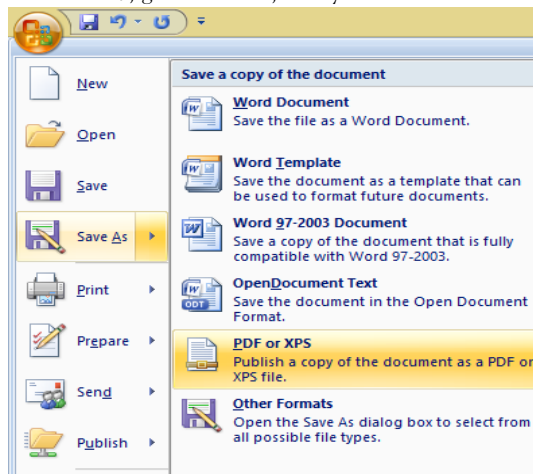 New
Open
Save
Save As
Print
Prepare
Send
Publish
Save a copy of the document
Word Document
Save the file as a Word Document.
Word Template
Save the document as a template that can
be used to format future documents.
Word 97-2003 Document
Save a copy of the document that is fully
compatible with Word 97-2003.
OpenDocument Text
Save the document in the Open Document
Format.
PDF or XPS
Publish a copy of the document as a PDF or
XPS file.
Other Formats
Open the Save As dialog box to select from
all possible file types.
ODT